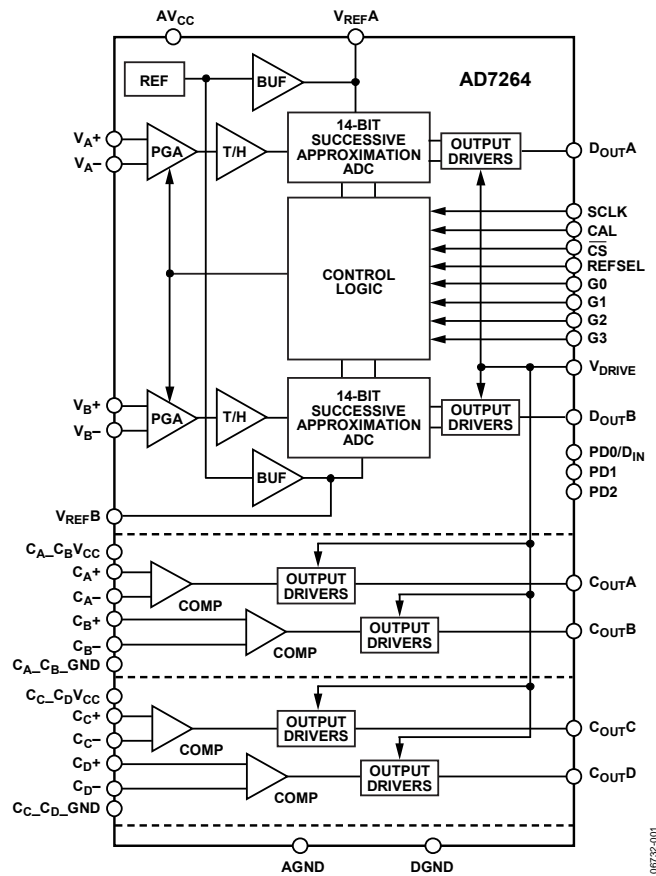 AVCC
VREFA
REF
BUF
AD7264
VA+
VA–
PGA
T/H
14-BIT
SUCCESSIVE
APPROXIMATION
ADC
OUTPUT
DRIVERS
DOUTA
CONTROL
LOGIC
SCLK
CAL
C̅S̅
REFSEL
G0
G1
G2
G3
VDRIVE
VB+
VB–
PGA
T/H
14-BIT
SUCCESSIVE
APPROXIMATION
ADC
OUTPUT
DRIVERS
DOUTB
BUF
PD0/DIN
PD1
PD2
VREFB
CA_CBVCC
CA+
CA–
COMP
OUTPUT
DRIVERS
COUTA
CB+
CB–
COMP
OUTPUT
DRIVERS
COUTB
CA_CB_GND
CC_CDVCC
CC+
CC–
COMP
OUTPUT
DRIVERS
COUTC
CD+
CD–
COMP
OUTPUT
DRIVERS
COUTD
CC_CD_GND
AGND
DGND
06732-001